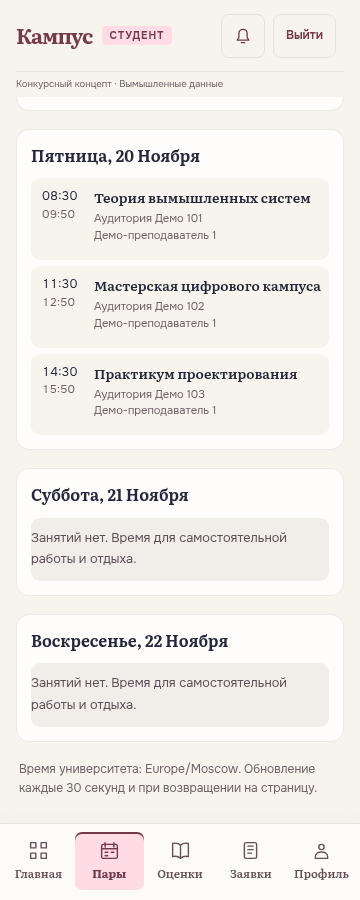 Кампус
СТУДЕНТ
Выйти
Конкурсный концепт · Вымышленные данные
Пятница, 20 Ноября
08:30
09:50
Теория вымышленных систем
Аудитория Демо 101
Демо-преподаватель 1
11:30
12:50
Мастерская цифрового кампуса
Аудитория Демо 102
Демо-преподаватель 1
14:30
15:50
Практикум проектирования
Аудитория Демо 103
Демо-преподаватель 1
Суббота, 21 Ноября
Занятий нет. Время для самостоятельной
работы и отдыха.
Воскресенье, 22 Ноября
Занятий нет. Время для самостоятельной
работы и отдыха.
Время университета: Europe/Moscow. Обновление
каждые 30 секунд и при возвращении на страницу.
Главная
Пары
Оценки
Заявки
Профиль